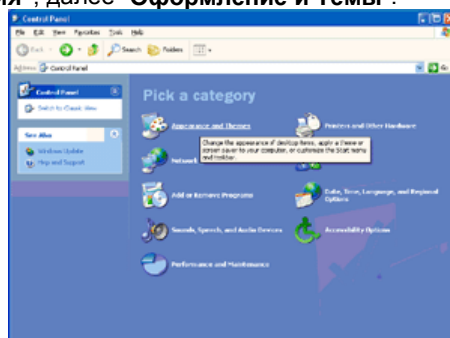 ия", далее "Оформление и Темы".
Control Panel
File Edit View Favorites Tools Help
Back Search Folders
Address Control Panel Go
Control Panel
Switch to Classic View
See Also
Windows Update
Help and Support
Pick a category
Appearance and Themes
Printers and Other Hardware
Change the appearance of desktop items, apply a theme or
screen saver to your computer, or customize the Start menu
and taskbar.
Network
Add or Remove Programs
Date, Time, Language, and Regional
Options
Sounds, Speech, and Audio Devices
Accessibility Options
Performance and Maintenance